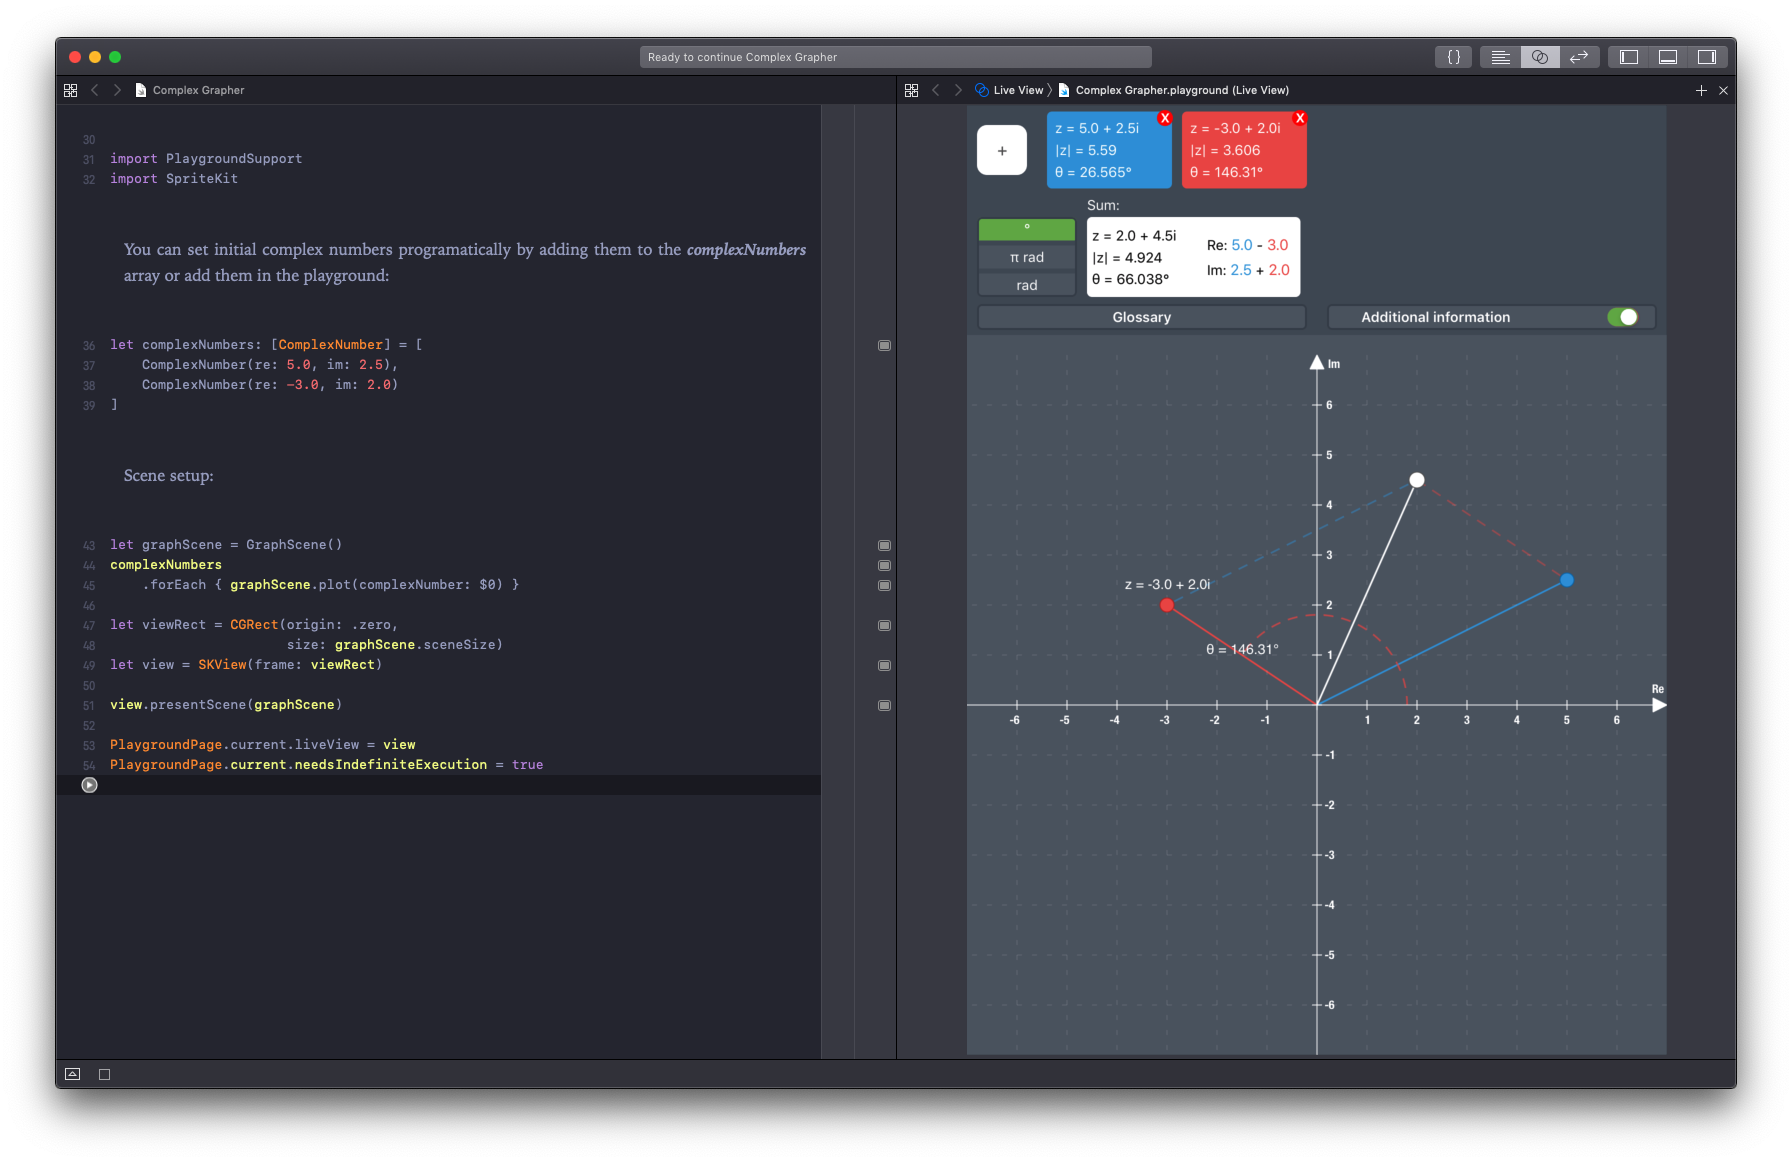 Ready to continue Complex Grapher
{ }
Complex Grapher
30
31 import PlaygroundSupport
32 import SpriteKit
You can set initial complex numbers programatically by adding them to the complexNumbers
array or add them in the playground:
36 let complexNumbers: [ComplexNumber] = [
37 ComplexNumber(re: 5.0, im: 2.5),
38 ComplexNumber(re: -3.0, im: 2.0)
39 ]
Scene setup:
43 let graphScene = GraphScene()
44 complexNumbers
45 .forEach { graphScene.plot(complexNumber: $0) }
46
47 let viewRect = CGRect(origin: .zero,
48 size: graphScene.sceneSize)
49 let view = SKView(frame: viewRect)
50
51 view.presentScene(graphScene)
52
53 PlaygroundPage.current.liveView = view
54 PlaygroundPage.current.needsIndefiniteExecution = true
Live View
Complex Grapher.playground (Live View)
+
z = 5.0 + 2.5i
|z| = 5.59
θ = 26.565°
X
z = -3.0 + 2.0i
|z| = 3.606
θ = 146.31°
X
Sum:
°
π rad
rad
z = 2.0 + 4.5i
|z| = 4.924
θ = 66.038°
Re: 5.0 - 3.0
Im: 2.5 + 2.0
Glossary
Additional information
Im
6
5
4
3
z = -3.0 + 2.0i
2
θ = 146.31°
1
Re
-6 -5 -4 -3 -2 -1 1 2 3 4 5 6
-1
-2
-3
-4
-5
-6